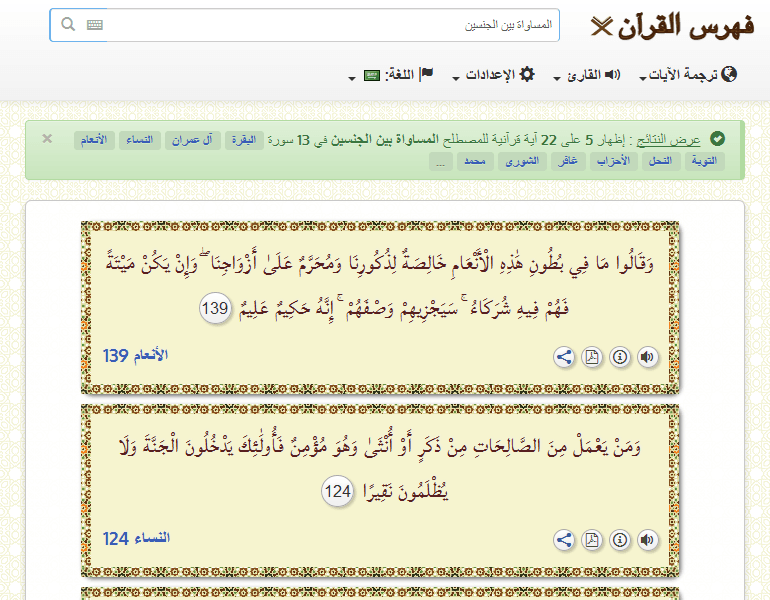 فهرس القرآن
المساواة بين الجنسين
ترجمة الآيات
القارئ
الإعدادات
اللغة:
عرض النتائج : إظهار 5 على 22 آية قرآنية للمصطلح المساواة بين الجنسين في 13 سورة البقرة آل عمران النساء الأنعام ×
التوبة النحل الأحزاب غافر الشورى محمد ...
وَقَالُوا مَا فِي بُطُونِ هَٰذِهِ الْأَنْعَامِ خَالِصَةٌ لِذُكُورِنَا وَمُحَرَّمٌ عَلَىٰ أَزْوَاجِنَا ۖ وَإِنْ يَكُنْ مَيْتَةً
فَهُمْ فِيهِ شُرَكَاءُ ۚ سَيَجْزِيهِمْ وَصْفَهُمْ ۚ إِنَّهُ حَكِيمٌ عَلِيمٌ 139
الأنعام 139
وَمَنْ يَعْمَلْ مِنَ الصَّالِحَاتِ مِنْ ذَكَرٍ أَوْ أُنْثَىٰ وَهُوَ مُؤْمِنٌ فَأُولَٰئِكَ يَدْخُلُونَ الْجَنَّةَ وَلَا
يُظْلَمُونَ نَقِيرًا 124
النساء 124